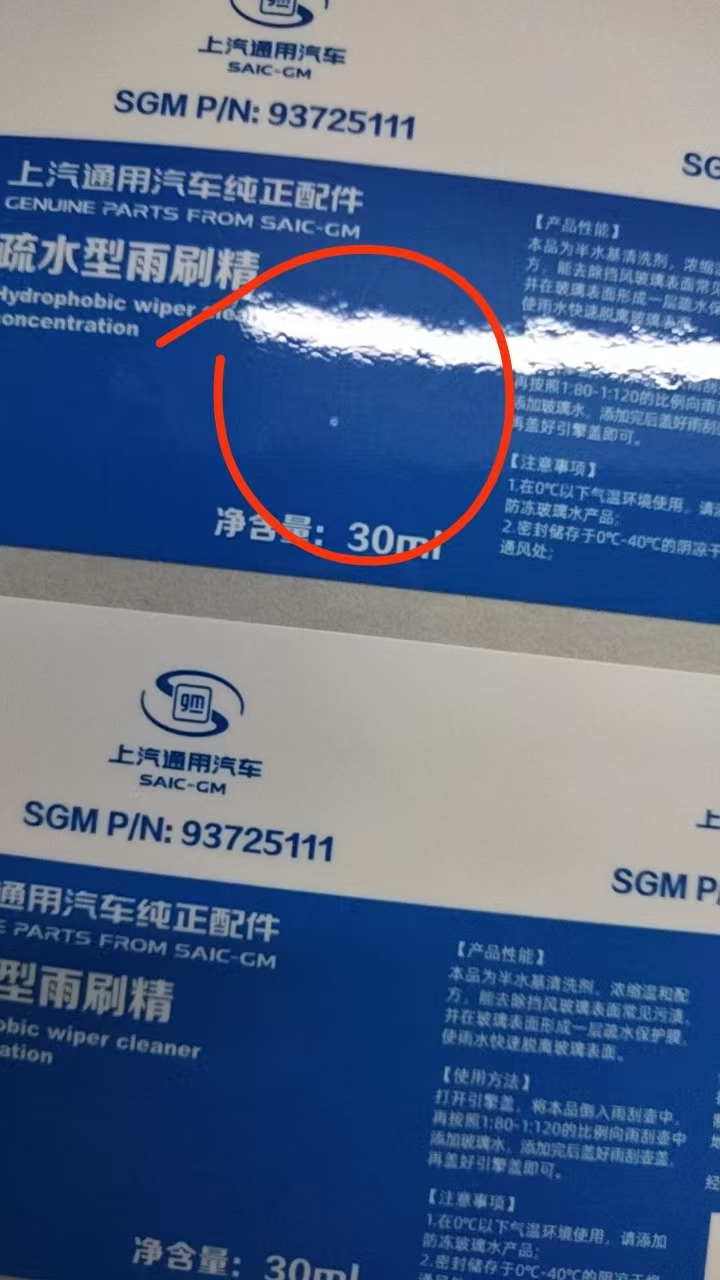 gm
上汽通用汽车
SAIC-GM
SGM P/N: 93725111
SG
上汽通用汽车纯正配件
GENUINE PARTS FROM SAIC-GM
疏水型雨刷精
Hydrophobic wiper clea
oncentration
净含量：30ml
【产品性能】
本品为半水基清洗剂，浓缩温
方，能去除挡风玻璃表面常见
并在玻璃表面形成一层疏水保
使雨水快速脱离玻璃表
再按照1:80-1:120的比例向雨
添加玻璃水，添加完后盖好雨刮
再盖好引擎盖即可。
【注意事项】
1.在0℃以下气温环境使用，请添
防冻玻璃水产品；
2.密封储存于0℃-40℃的阴凉干
通风处；
gm
上汽通用汽车
SAIC-GM
SGM P/N: 93725111
上
SGM P/
通用汽车纯正配件
E PARTS FROM SAIC-GM
型雨刷精
obic wiper cleaner
ation
净含量：30ml
【产品性能】
本品为半水基清洗剂，浓缩温和配
方，能去除挡风玻璃表面常见污渍，
并在玻璃表面形成一层疏水保护膜，
使雨水快速脱离玻璃表面。
【使用方法】
打开引擎盖，将本品倒入雨刮壶中，
再按照1:80-1:120的比例向雨刮壶中
添加玻璃水，添加完后盖好雨刮壶盖，
再盖好引擎盖即可。
【注意事项】
1.在0℃以下气温环境使用，请添加
防冻玻璃水产品；
2.密封储存于0℃-40℃的阴凉干燥